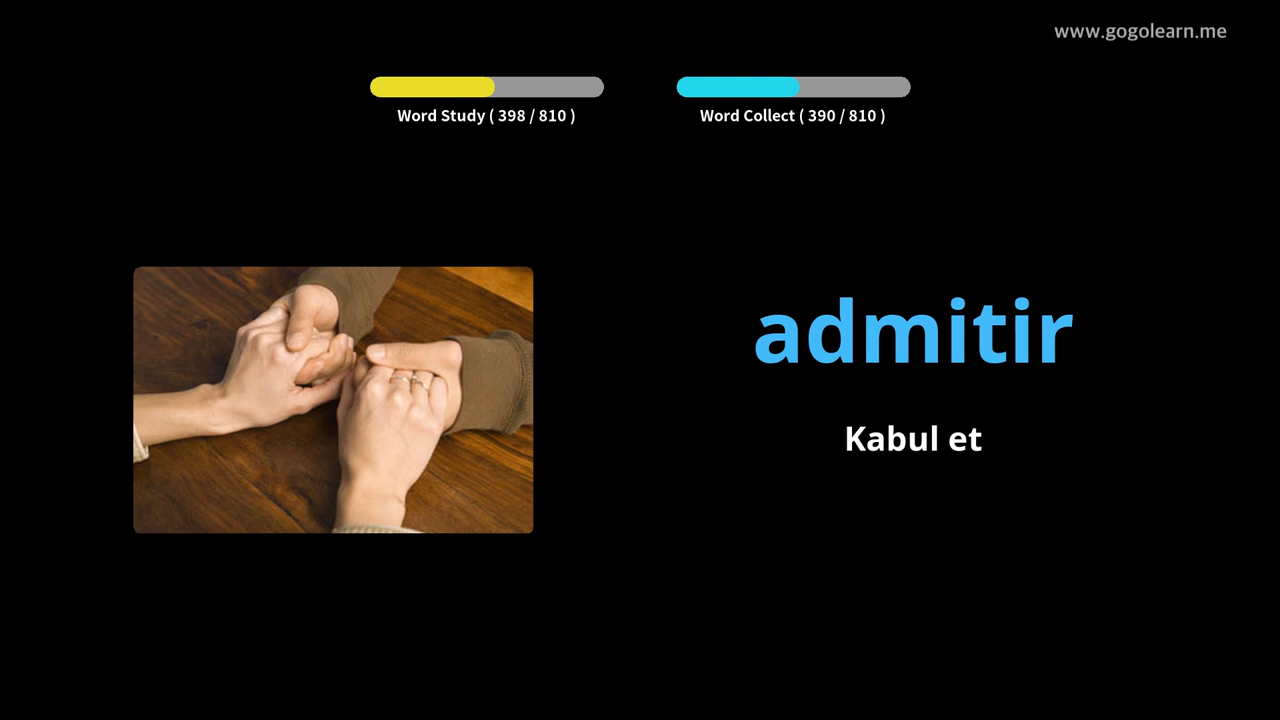 www.gogolearn.me
Word Study ( 398 / 810 )
Word Collect ( 390 / 810 )
admitir
Kabul et